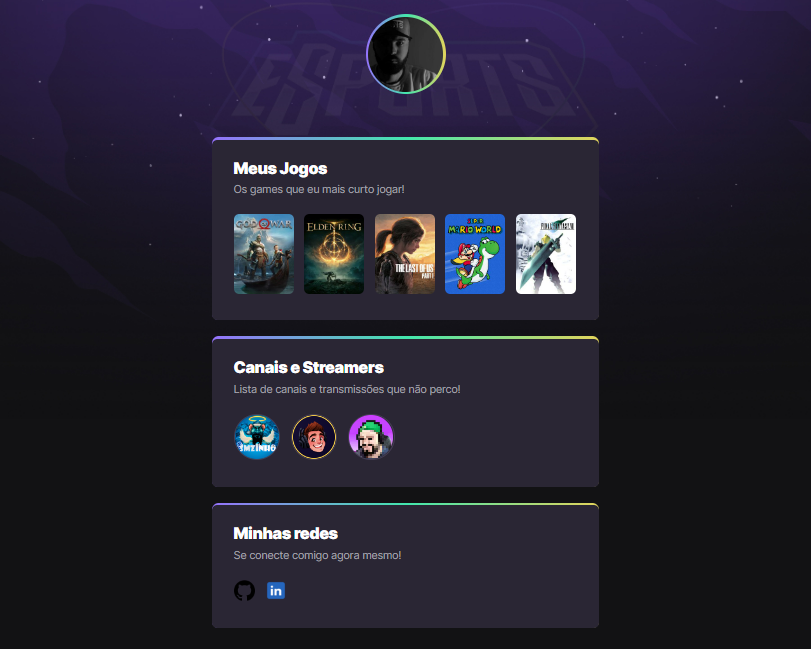 ESPORTS
Meus Jogos
Os games que eu mais curto jogar!
GOD OF WAR
ELDEN RING
THE LAST OF US
PART I
SUPER
MARIO WORLD
FINAL FANTASY VII
Canais e Streamers
Lista de canais e transmissões que não perco!
Minhas redes
Se conecte comigo agora mesmo!
in